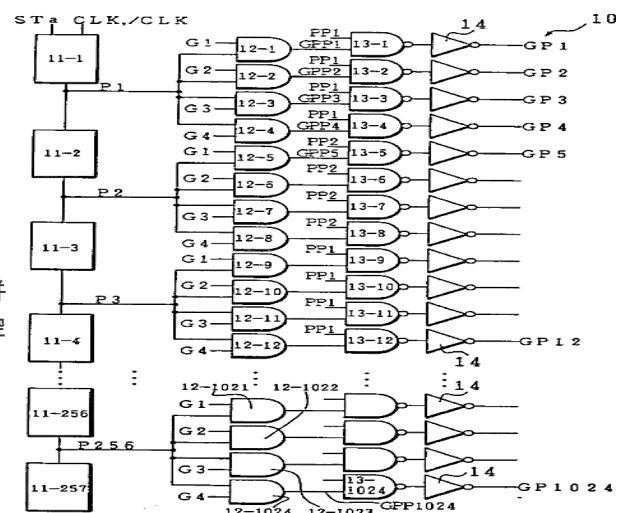 STa CLK,/CLK
14
10
11-1
G1
12-1
PP1
GPP1
13-1
GP1
P1
G2
12-2
PP1
GPP2
13-2
GP2
G3
12-3
PP1
GPP3
13-3
GP3
G4
12-4
PP1
GPP4
13-4
GP4
11-2
G1
12-5
PP2
GPP5
13-5
GP5
P2
G2
12-6
PP2
13-6
G3
12-7
PP2
13-7
G4
12-8
PP2
13-8
11-3
G1
12-9
PP1
13-9
P3
G2
12-10
PP1
13-10
G3
12-11
PP1
13-11
G4
12-12
PP1
13-12
GP12
11-4
14
12-1021
12-1022
14
11-256
G1
G2
P256
G3
14
11-257
G4
13-
1024
GP1024
12-1024
12-1023
GPP1024